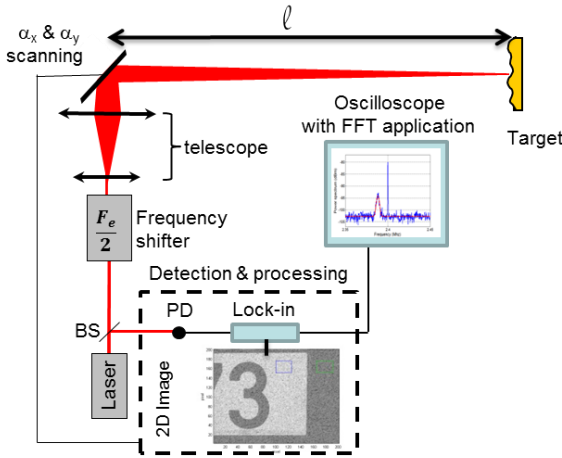 αx & αy
scanning
ℓ
Oscilloscope
with FFT application
Target
telescope
Fe
2
Frequency
shifter
Detection & processing
PD
Lock-in
BS
Laser
2D Image
73